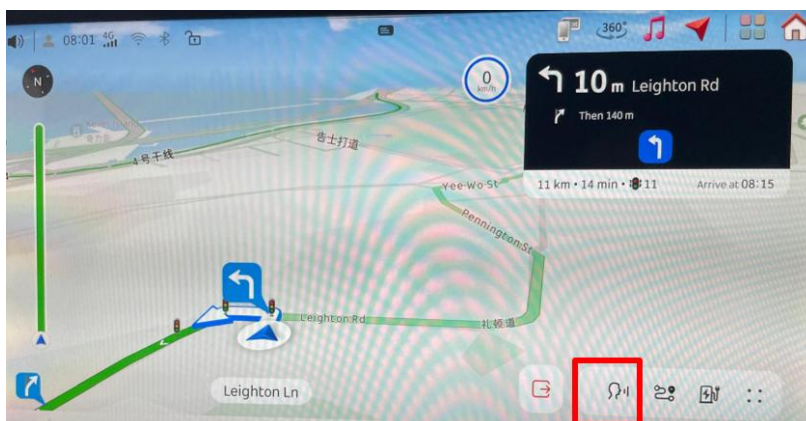 08:01 4G
360°
0
km/h
N
10 m Leighton Rd
Then 140 m
11 km • 14 min • 11 Arrive at 08:15
告士打道
4号干线
Yee Wo St
Pennington St
Leighton Rd
礼顿道
Leighton Ln